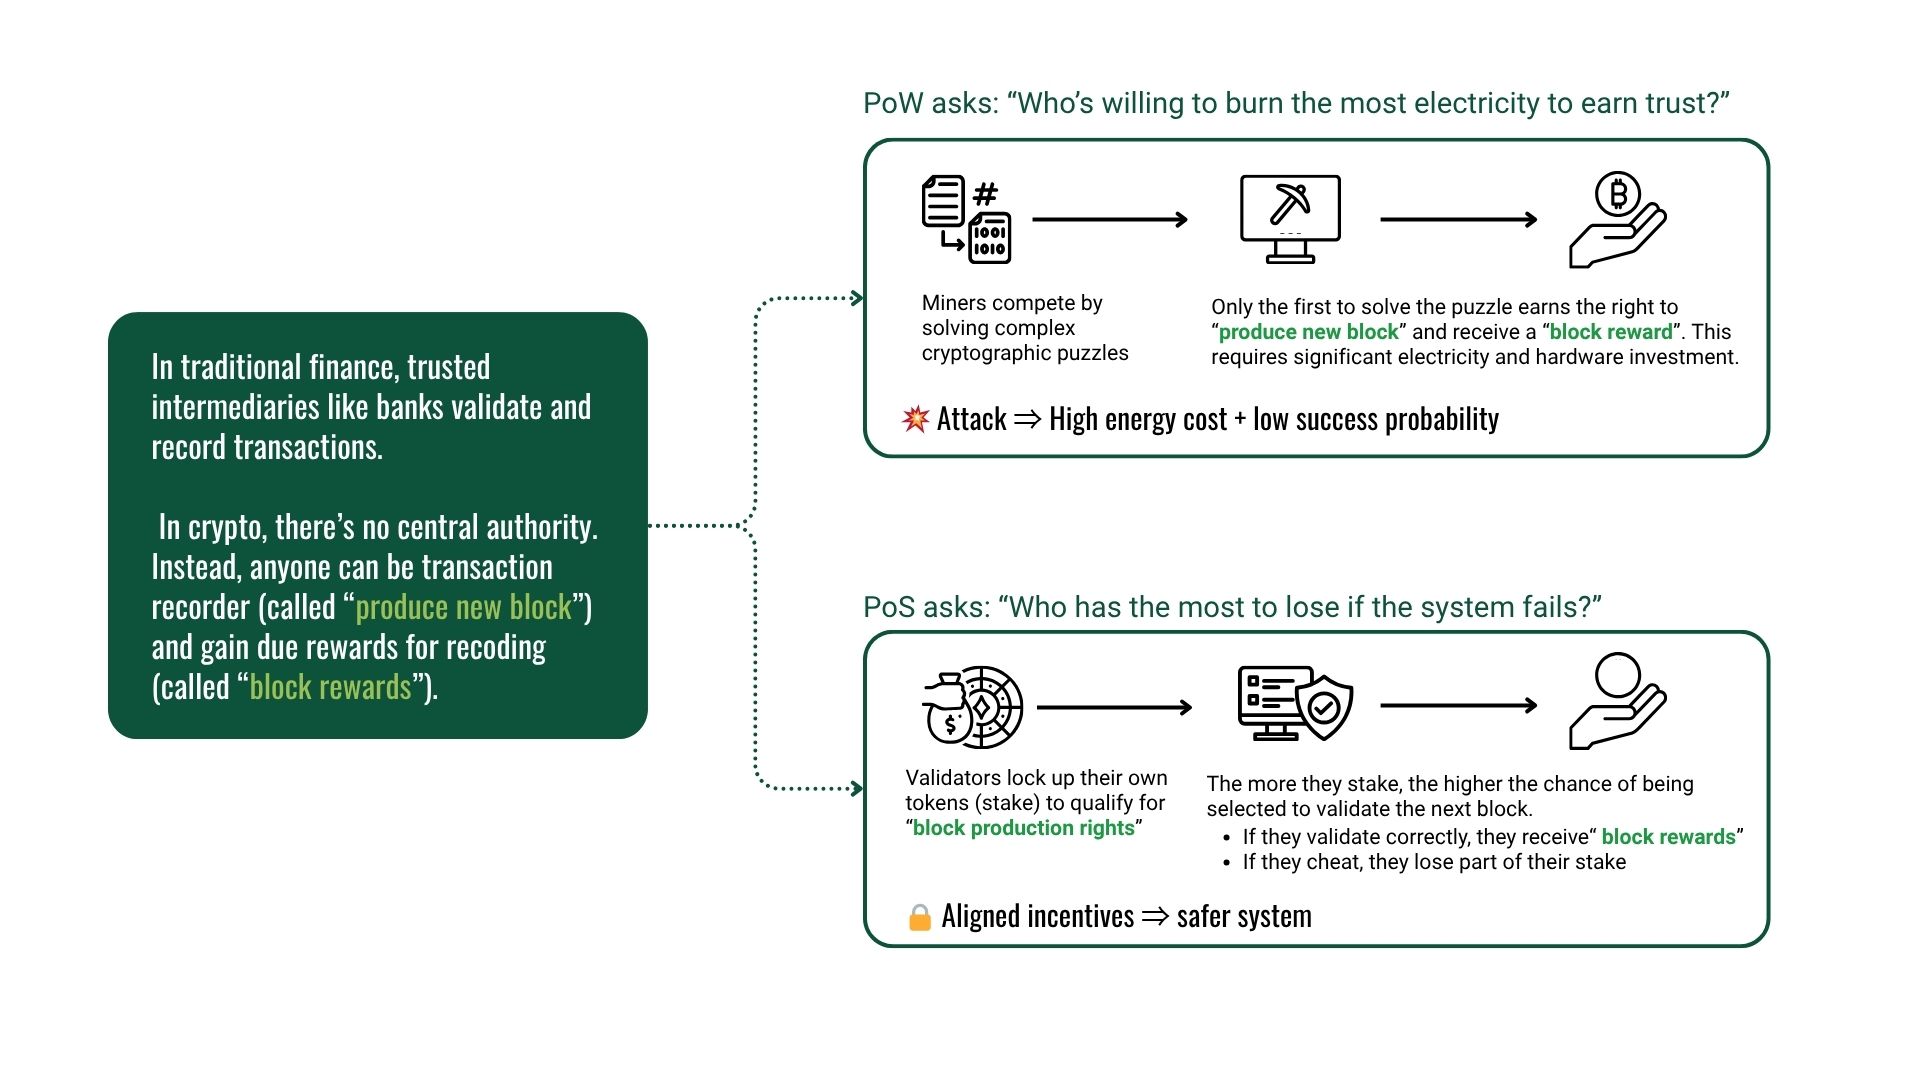 In traditional finance, trusted
intermediaries like banks validate and
record transactions.
In crypto, there’s no central authority.
Instead, anyone can be transaction
recorder (called “produce new block”)
and gain due rewards for recoding
(called “block rewards”).
PoW asks: “Who’s willing to burn the most electricity to earn trust?”
#
1001
1010
Miners compete by
solving complex
cryptographic puzzles
Only the first to solve the puzzle earns the right to
“produce new block” and receive a “block reward”. This
requires significant electricity and hardware investment.
💥 Attack ⇒ High energy cost + low success probability
PoS asks: “Who has the most to lose if the system fails?”
$
Validators lock up their own
tokens (stake) to qualify for
“block production rights”
The more they stake, the higher the chance of being
selected to validate the next block.
• If they validate correctly, they receive“ block rewards”
• If they cheat, they lose part of their stake
🔒 Aligned incentives ⇒ safer system